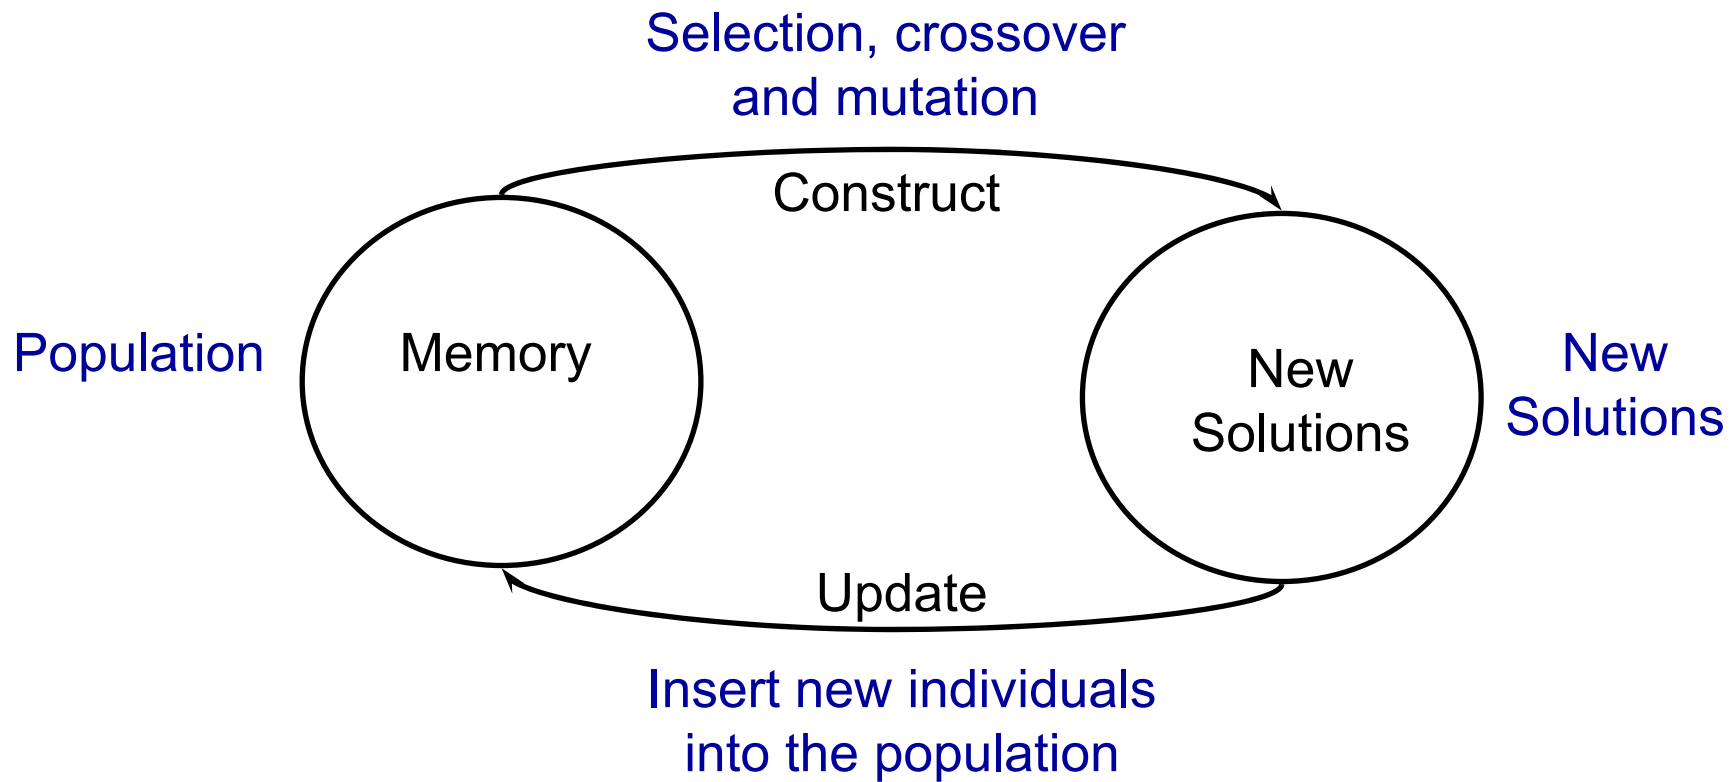 Selection, crossover
and mutation
Construct
Population
Memory
New
Solutions
New
Solutions
Update
Insert new individuals
into the population